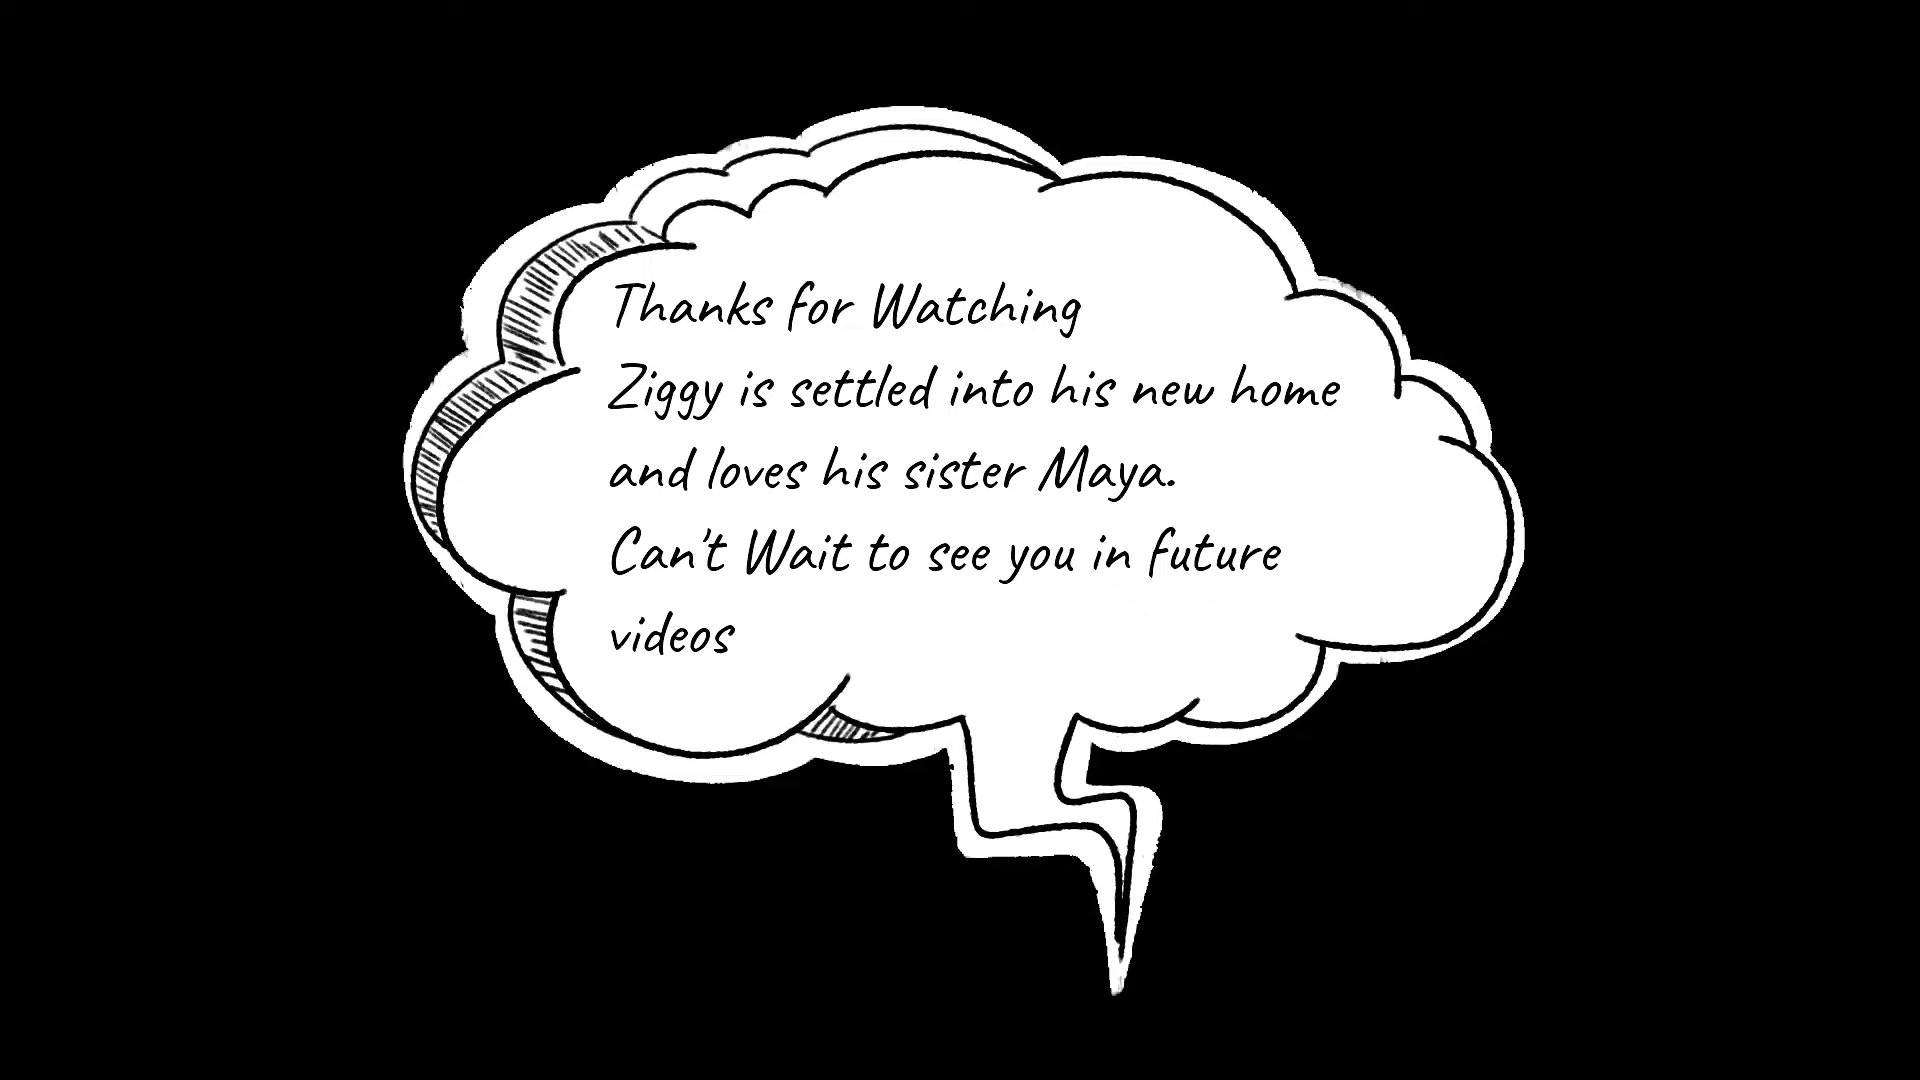 Thanks for Watching
Ziggy is settled into his new home
and loves his sister Maya.
Can't Wait to see you in future
videos